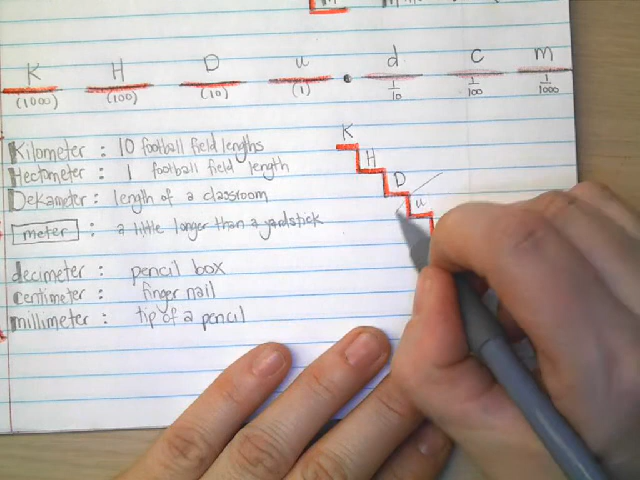 K H D u . d c m
(1000) (100) (10) (1) 1/10 1/100 1/1000
Kilometer : 10 football field lengths
Hectometer : 1 football field length
Dekameter : length of a classroom
meter : a little longer than a yardstick
decimeter : pencil box
centimeter : finger nail
millimeter : tip of a pencil
K
H
D
u